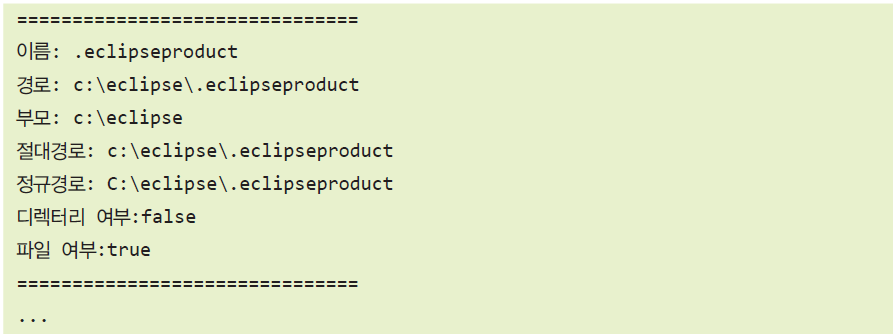 ===============================
이름: .eclipseproduct
경로: c:\eclipse\.eclipseproduct
부모: c:\eclipse
절대경로: c:\eclipse\.eclipseproduct
정규경로: C:\eclipse\.eclipseproduct
디렉터리 여부:false
파일 여부:true
===============================
...